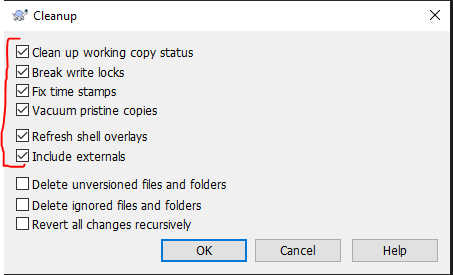 Cleanup
Clean up working copy status
Break write locks
Fix time stamps
Vacuum pristine copies
Refresh shell overlays
Include externals
Delete unversioned files and folders
Delete ignored files and folders
Revert all changes recursively
OK Cancel Help